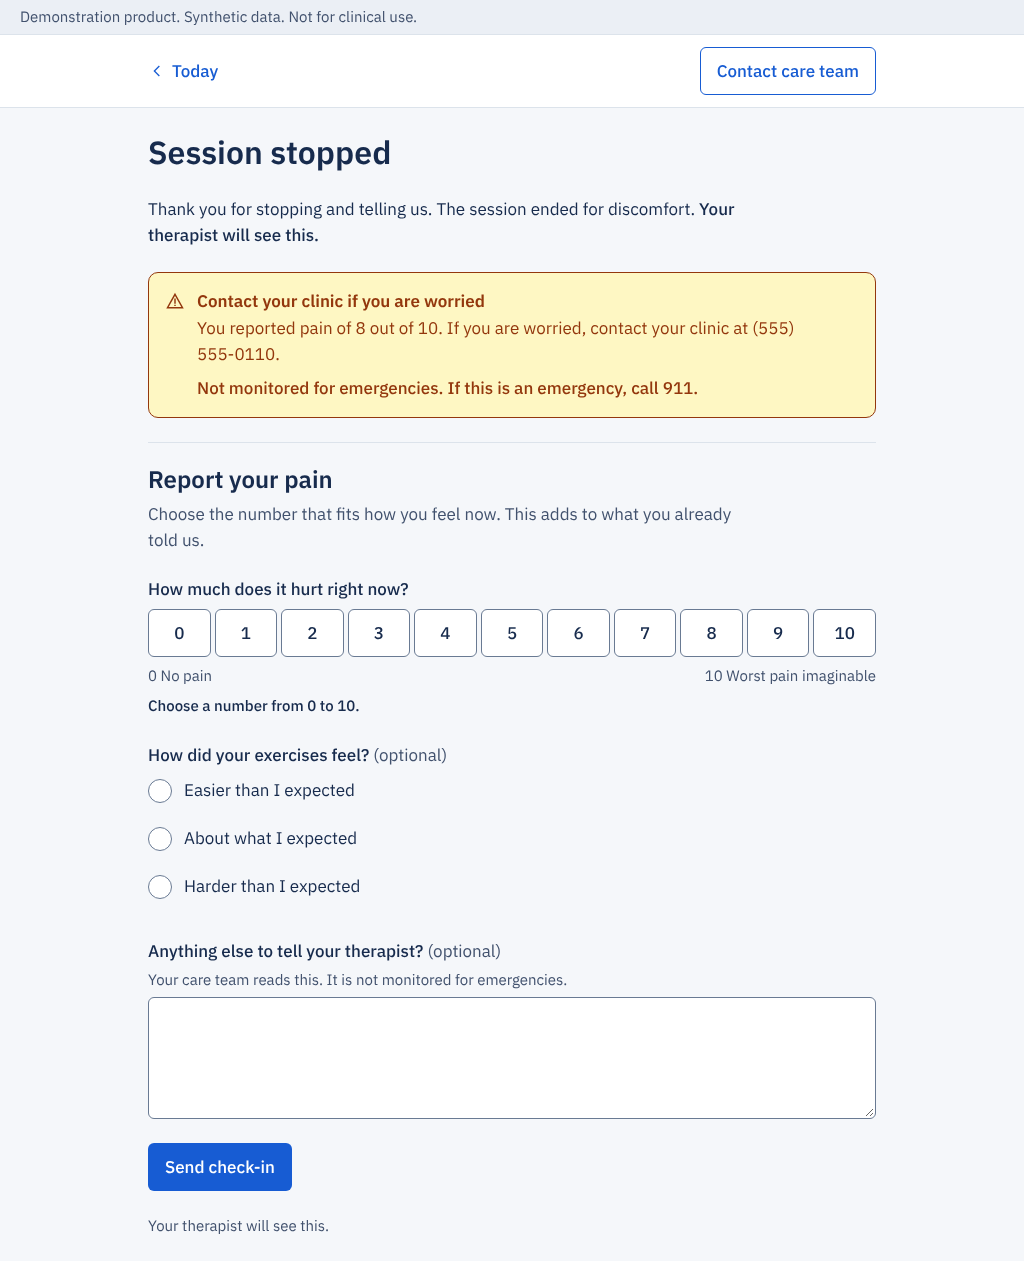 Demonstration product. Synthetic data. Not for clinical use.
Today
Contact care team
Session stopped
Thank you for stopping and telling us. The session ended for discomfort. Your
therapist will see this.
Contact your clinic if you are worried
You reported pain of 8 out of 10. If you are worried, contact your clinic at (555)
555-0110.
Not monitored for emergencies. If this is an emergency, call 911.
Report your pain
Choose the number that fits how you feel now. This adds to what you already
told us.
How much does it hurt right now?
0 1 2 3 4 5 6 7 8 9 10
0 No pain 10 Worst pain imaginable
Choose a number from 0 to 10.
How did your exercises feel? (optional)
Easier than I expected
About what I expected
Harder than I expected
Anything else to tell your therapist? (optional)
Your care team reads this. It is not monitored for emergencies.
Send check-in
Your therapist will see this.